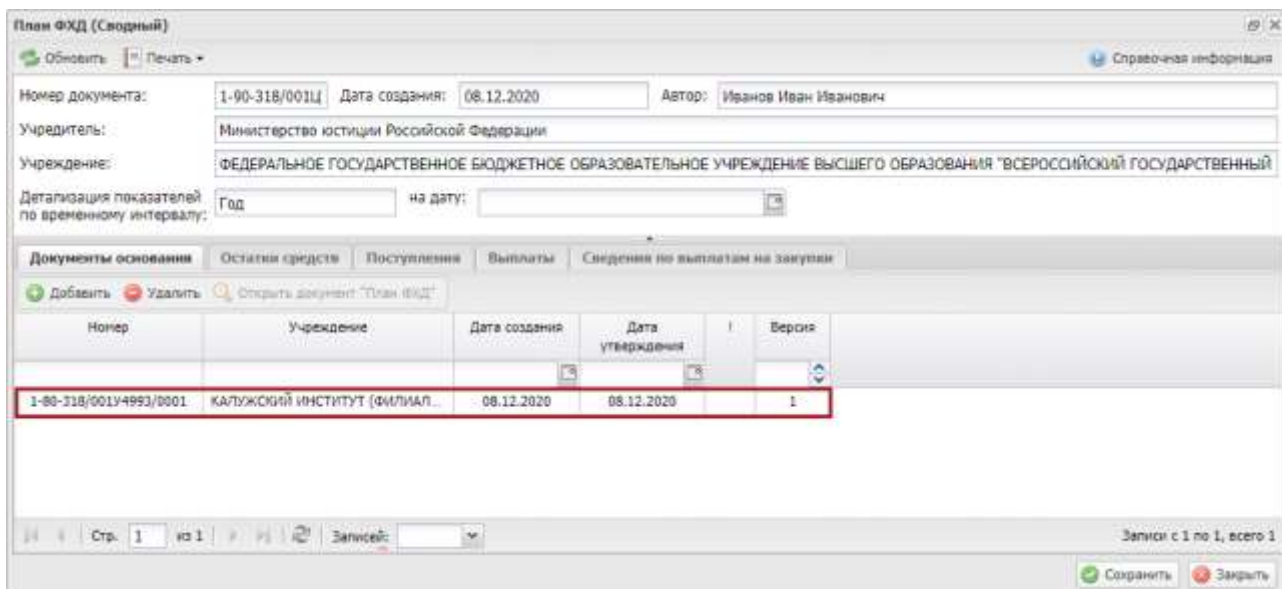 План ФХД (Сводный)
Обновить Печать Справочная информация
Номер документа: 1-90-318/001Ц Дата создания: 08.12.2020 Автор: Иванов Иван Иванович
Учредитель: Министерство юстиции Российской Федерации
Учреждение: ФЕДЕРАЛЬНОЕ ГОСУДАРСТВЕННОЕ БЮДЖЕТНОЕ ОБРАЗОВАТЕЛЬНОЕ УЧРЕЖДЕНИЕ ВЫСШЕГО ОБРАЗОВАНИЯ "ВСЕРОССИЙСКИЙ ГОСУДАРСТВЕННЫЙ
Детализация показателей по временному интервалу: Год на дату:
Документы основания Остатки средств Поступления Выплаты Сведения по выплатам на закупки
Добавить Удалить Открыть документ "План ФХД"
Номер Учреждение Дата создания Дата утверждения ! Версия
1-80-318/001У4993/0001 КАЛУЖСКИЙ ИНСТИТУТ (ФИЛИАЛ... 08.12.2020 08.12.2020 1
Стр. 1 из 1 Записей: Записи с 1 по 1, всего 1
Сохранить Закрыть